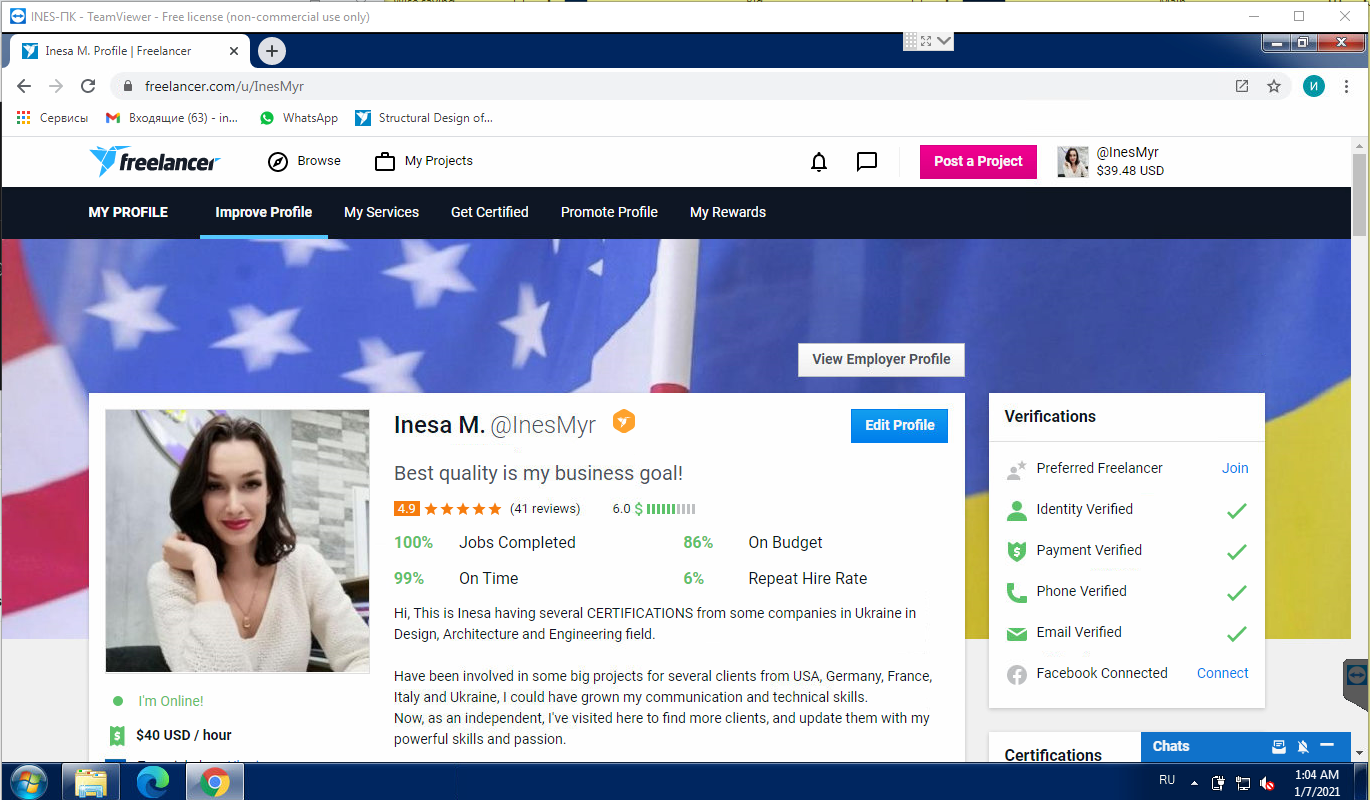 INES-ПК - TeamViewer - Free license (non-commercial use only)
Inesa M. Profile | Freelancer
freelancer.com/u/InesMyr
И
Сервисы
Входящие (63) - in...
WhatsApp
Structural Design of...
freelancer
Browse
My Projects
Post a Project
@InesMyr
$39.48 USD
MY PROFILE
Improve Profile
My Services
Get Certified
Promote Profile
My Rewards
View Employer Profile
Inesa M. @InesMyr
Edit Profile
Best quality is my business goal!
4.9 (41 reviews) 6.0 $
100% Jobs Completed 86% On Budget
99% On Time 6% Repeat Hire Rate
Hi, This is Inesa having several CERTIFICATIONS from some companies in Ukraine in
Design, Architecture and Engineering field.
Have been involved in some big projects for several clients from USA, Germany, France,
Italy and Ukraine, I could have grown my communication and technical skills.
Now, as an independent, I've visited here to find more clients, and update them with my
powerful skills and passion.
I'm Online!
$40 USD / hour
Verifications
Preferred Freelancer Join
Identity Verified
Payment Verified
Phone Verified
Email Verified
Facebook Connected Connect
Certifications
Chats
RU
1:04 AM
1/7/2021